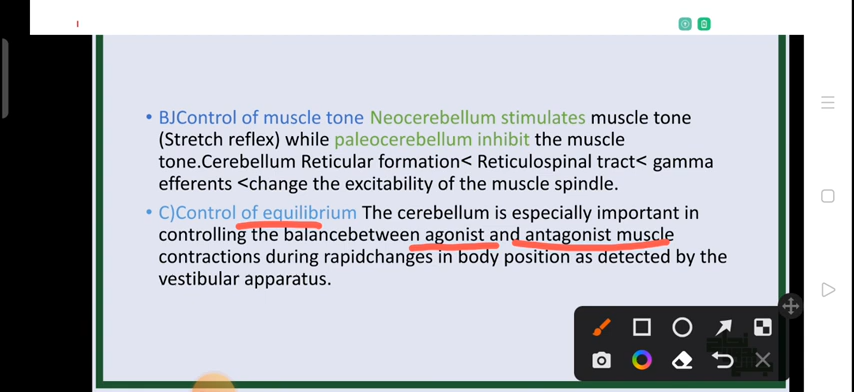 • BJControl of muscle tone Neocerebellum stimulates muscle tone
(Stretch reflex) while paleocerebellum inhibit the muscle
tone.Cerebellum Reticular formation< Reticulospinal tract< gamma
efferents <change the excitability of the muscle spindle.
• C)Control of equilibrium The cerebellum is especially important in
controlling the balancebetween agonist and antagonist muscle
contractions during rapidchanges in body position as detected by the
vestibular apparatus.